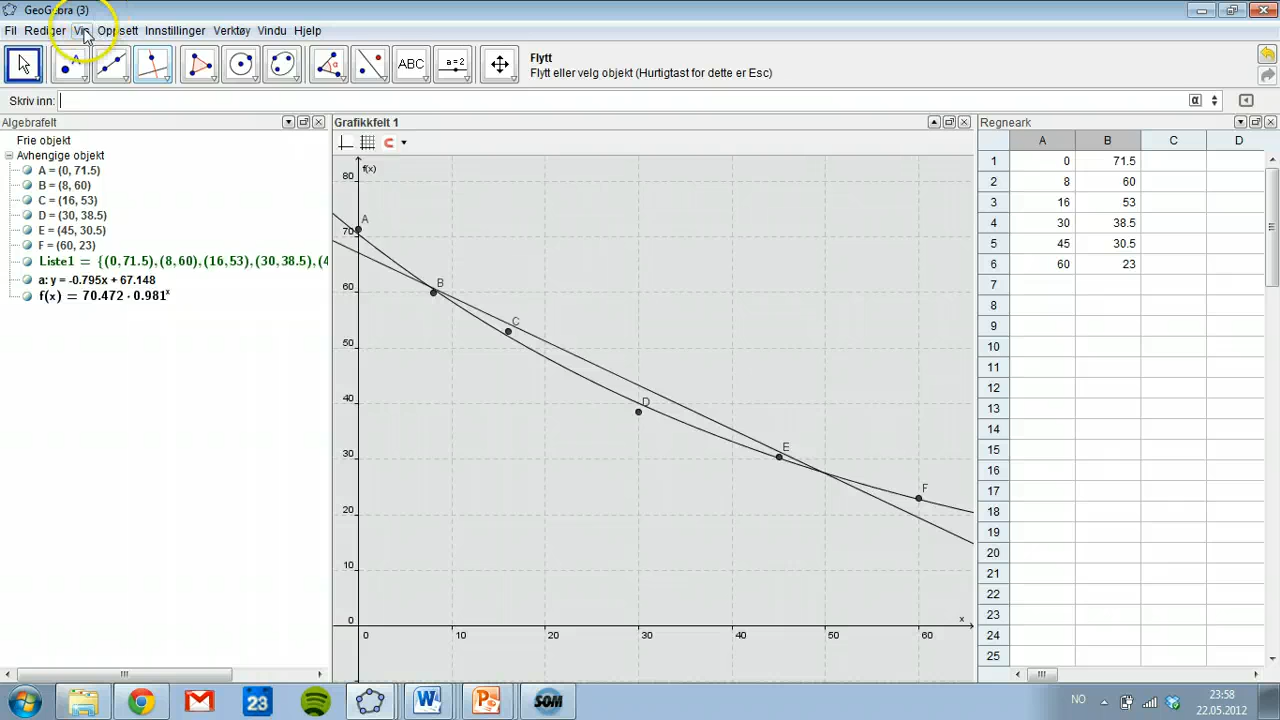 GeoGebra (3)
Fil Rediger Vis Oppsett Innstillinger Verktøy Vindu Hjelp
A ABC a=2
Flytt
Flytt eller velg objekt (Hurtigtast for dette er Esc)
Skriv inn: α
Algebrafelt
Frie objekt
Avhengige objekt
A = (0, 71.5)
B = (8, 60)
C = (16, 53)
D = (30, 38.5)
E = (45, 30.5)
F = (60, 23)
Liste1 = {(0,71.5),(8,60),(16,53),(30,38.5),(4
a: y = -0.795x + 67.148
f(x) = 70.472 · 0.981ˣ
Grafikkfelt 1
f(x)
80
70
60
50
40
30
20
10
0
0 10 20 30 40 50 60
x
A
B
C
D
E
F
Regneark
A B C D
1 0 71.5
2 8 60
3 16 53
4 30 38.5
5 45 30.5
6 60 23
7
8
9
10
11
12
13
14
15
16
17
18
19
20
21
22
23
24
25
23 W P SOM
NO
23:58
22.05.2012